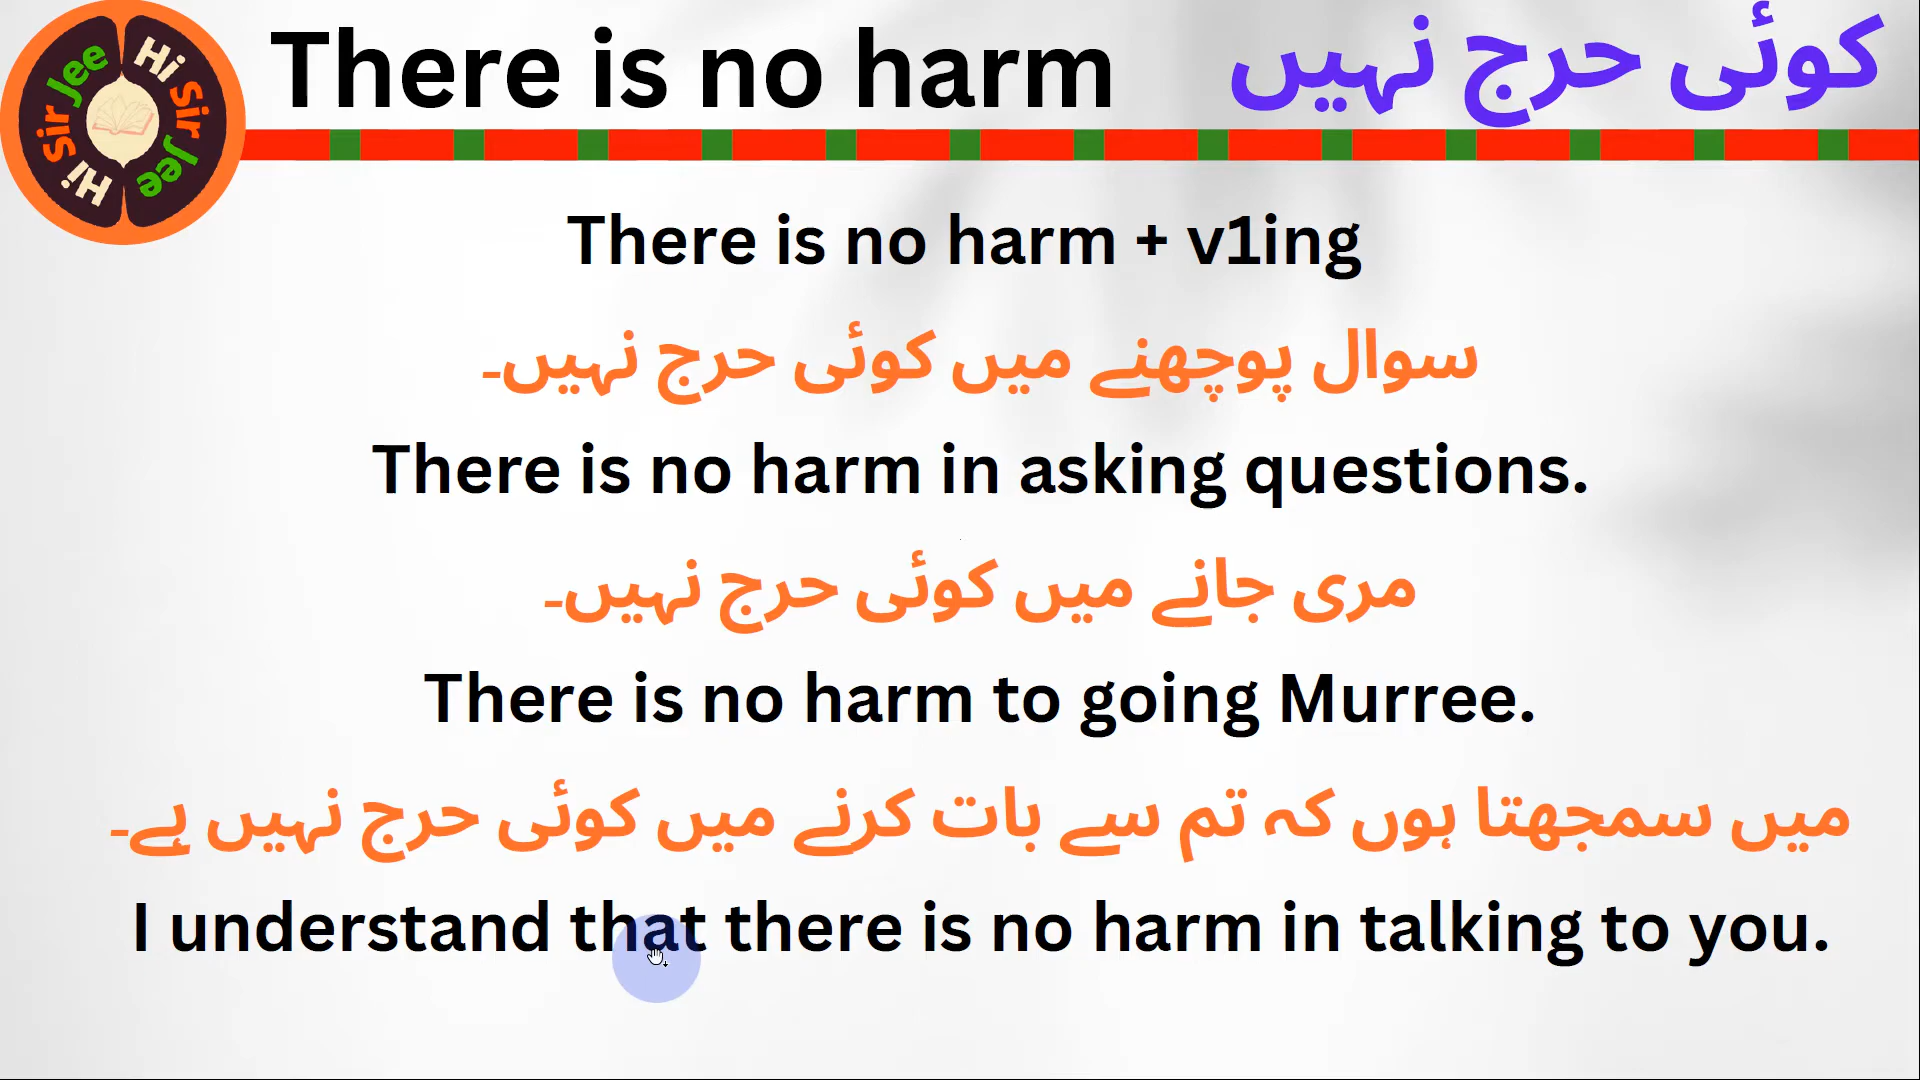 Hi Sir Jee
Hi Sir Jee
There is no harm
کوئی حرج نہیں
There is no harm + v1ing
سوال پوچھنے میں کوئی حرج نہیں۔
There is no harm in asking questions.
مری جانے میں کوئی حرج نہیں۔
There is no harm to going Murree.
میں سمجھتا ہوں کہ تم سے بات کرنے میں کوئی حرج نہیں ہے۔
I understand that there is no harm in talking to you.